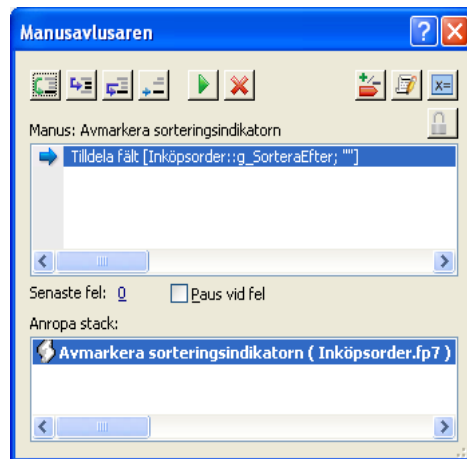 Manusavlusaren
x=
Manus: Avmarkera sorteringsindikatorn
Tilldela fält [Inköpsorder::g_SorteraEfter; ""]
Senaste fel: 0 Paus vid fel
Anropa stack:
Avmarkera sorteringsindikatorn ( Inköpsorder.fp7 )